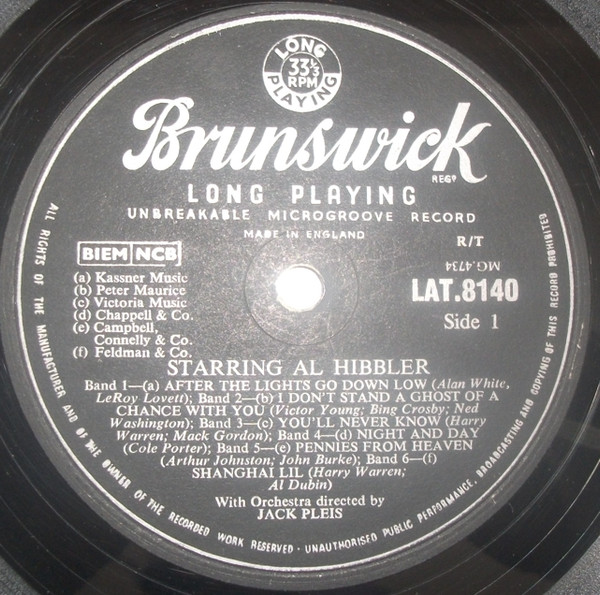 LONG
33⅓
RPM
PLAYING
Brunswick
REGD
LONG PLAYING
UNBREAKABLE MICROGROOVE RECORD
MADE IN ENGLAND
R/T
BIEM NCB
MG.4734
(a) Kassner Music
(b) Peter Maurice
(c) Victoria Music
(d) Chappell & Co.
(e) Campbell,
Connelly & Co.
(f) Feldman & Co.
LAT.8140
Side 1
STARRING AL HIBBLER
Band 1—(a) AFTER THE LIGHTS GO DOWN LOW (Alan White,
LeRoy Lovett); Band 2—(b) I DON'T STAND A GHOST OF A
CHANCE WITH YOU (Victor Young; Bing Crosby; Ned
Washington); Band 3—(c) YOU'LL NEVER KNOW (Harry
Warren; Mack Gordon); Band 4—(d) NIGHT AND DAY
(Cole Porter); Band 5—(e) PENNIES FROM HEAVEN
(Arthur Johnston; John Burke); Band 6—(f)
SHANGHAI LIL (Harry Warren;
Al Dubin)
With Orchestra directed by
JACK PLEIS
ALL RIGHTS OF THE MANUFACTURER AND OF THE OWNER OF THE RECORDED WORK RESERVED · UNAUTHORISED PUBLIC PERFORMANCE, BROADCASTING AND COPYING OF THIS RECORD PROHIBITED